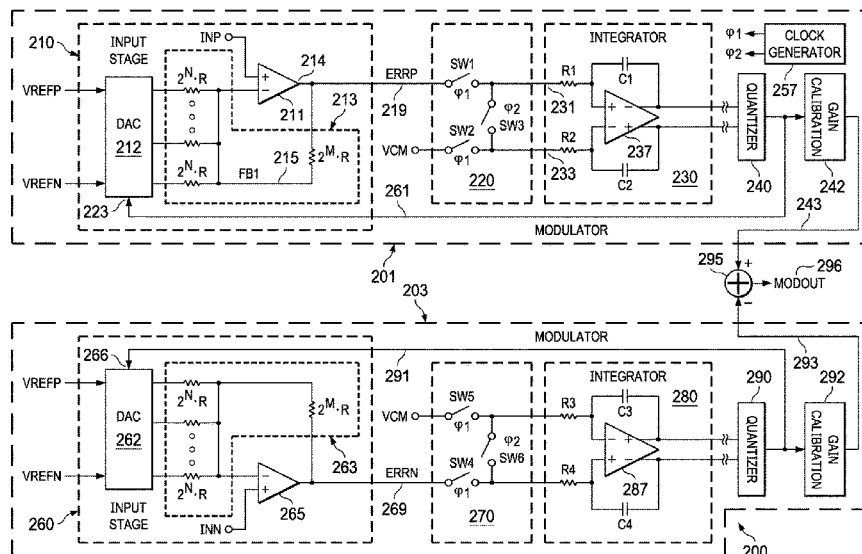 210
INPUT STAGE
INP
214
211
213
VREFP
VREFN
DAC
212
2^N·R
2^N·R
2^M·R
FB1
215
223
ERRP
219
SW1
φ1
φ2
SW3
SW2
φ1
VCM
220
261
INTEGRATOR
R1
C1
231
R2
C2
233
237
230
φ1
φ2
CLOCK GENERATOR
257
QUANTIZER
240
GAIN CALIBRATION
242
243
MODULATOR
201
295
+
−
296
MODOUT
203
MODULATOR
266
291
293
VREFP
VREFN
DAC
262
2^N·R
2^N·R
2^M·R
263
265
INN
INPUT STAGE
260
ERRN
269
VCM
SW5
φ1
φ2
SW6
SW4
φ1
270
INTEGRATOR
280
R3
C3
R4
C4
287
QUANTIZER
290
GAIN CALIBRATION
292
200